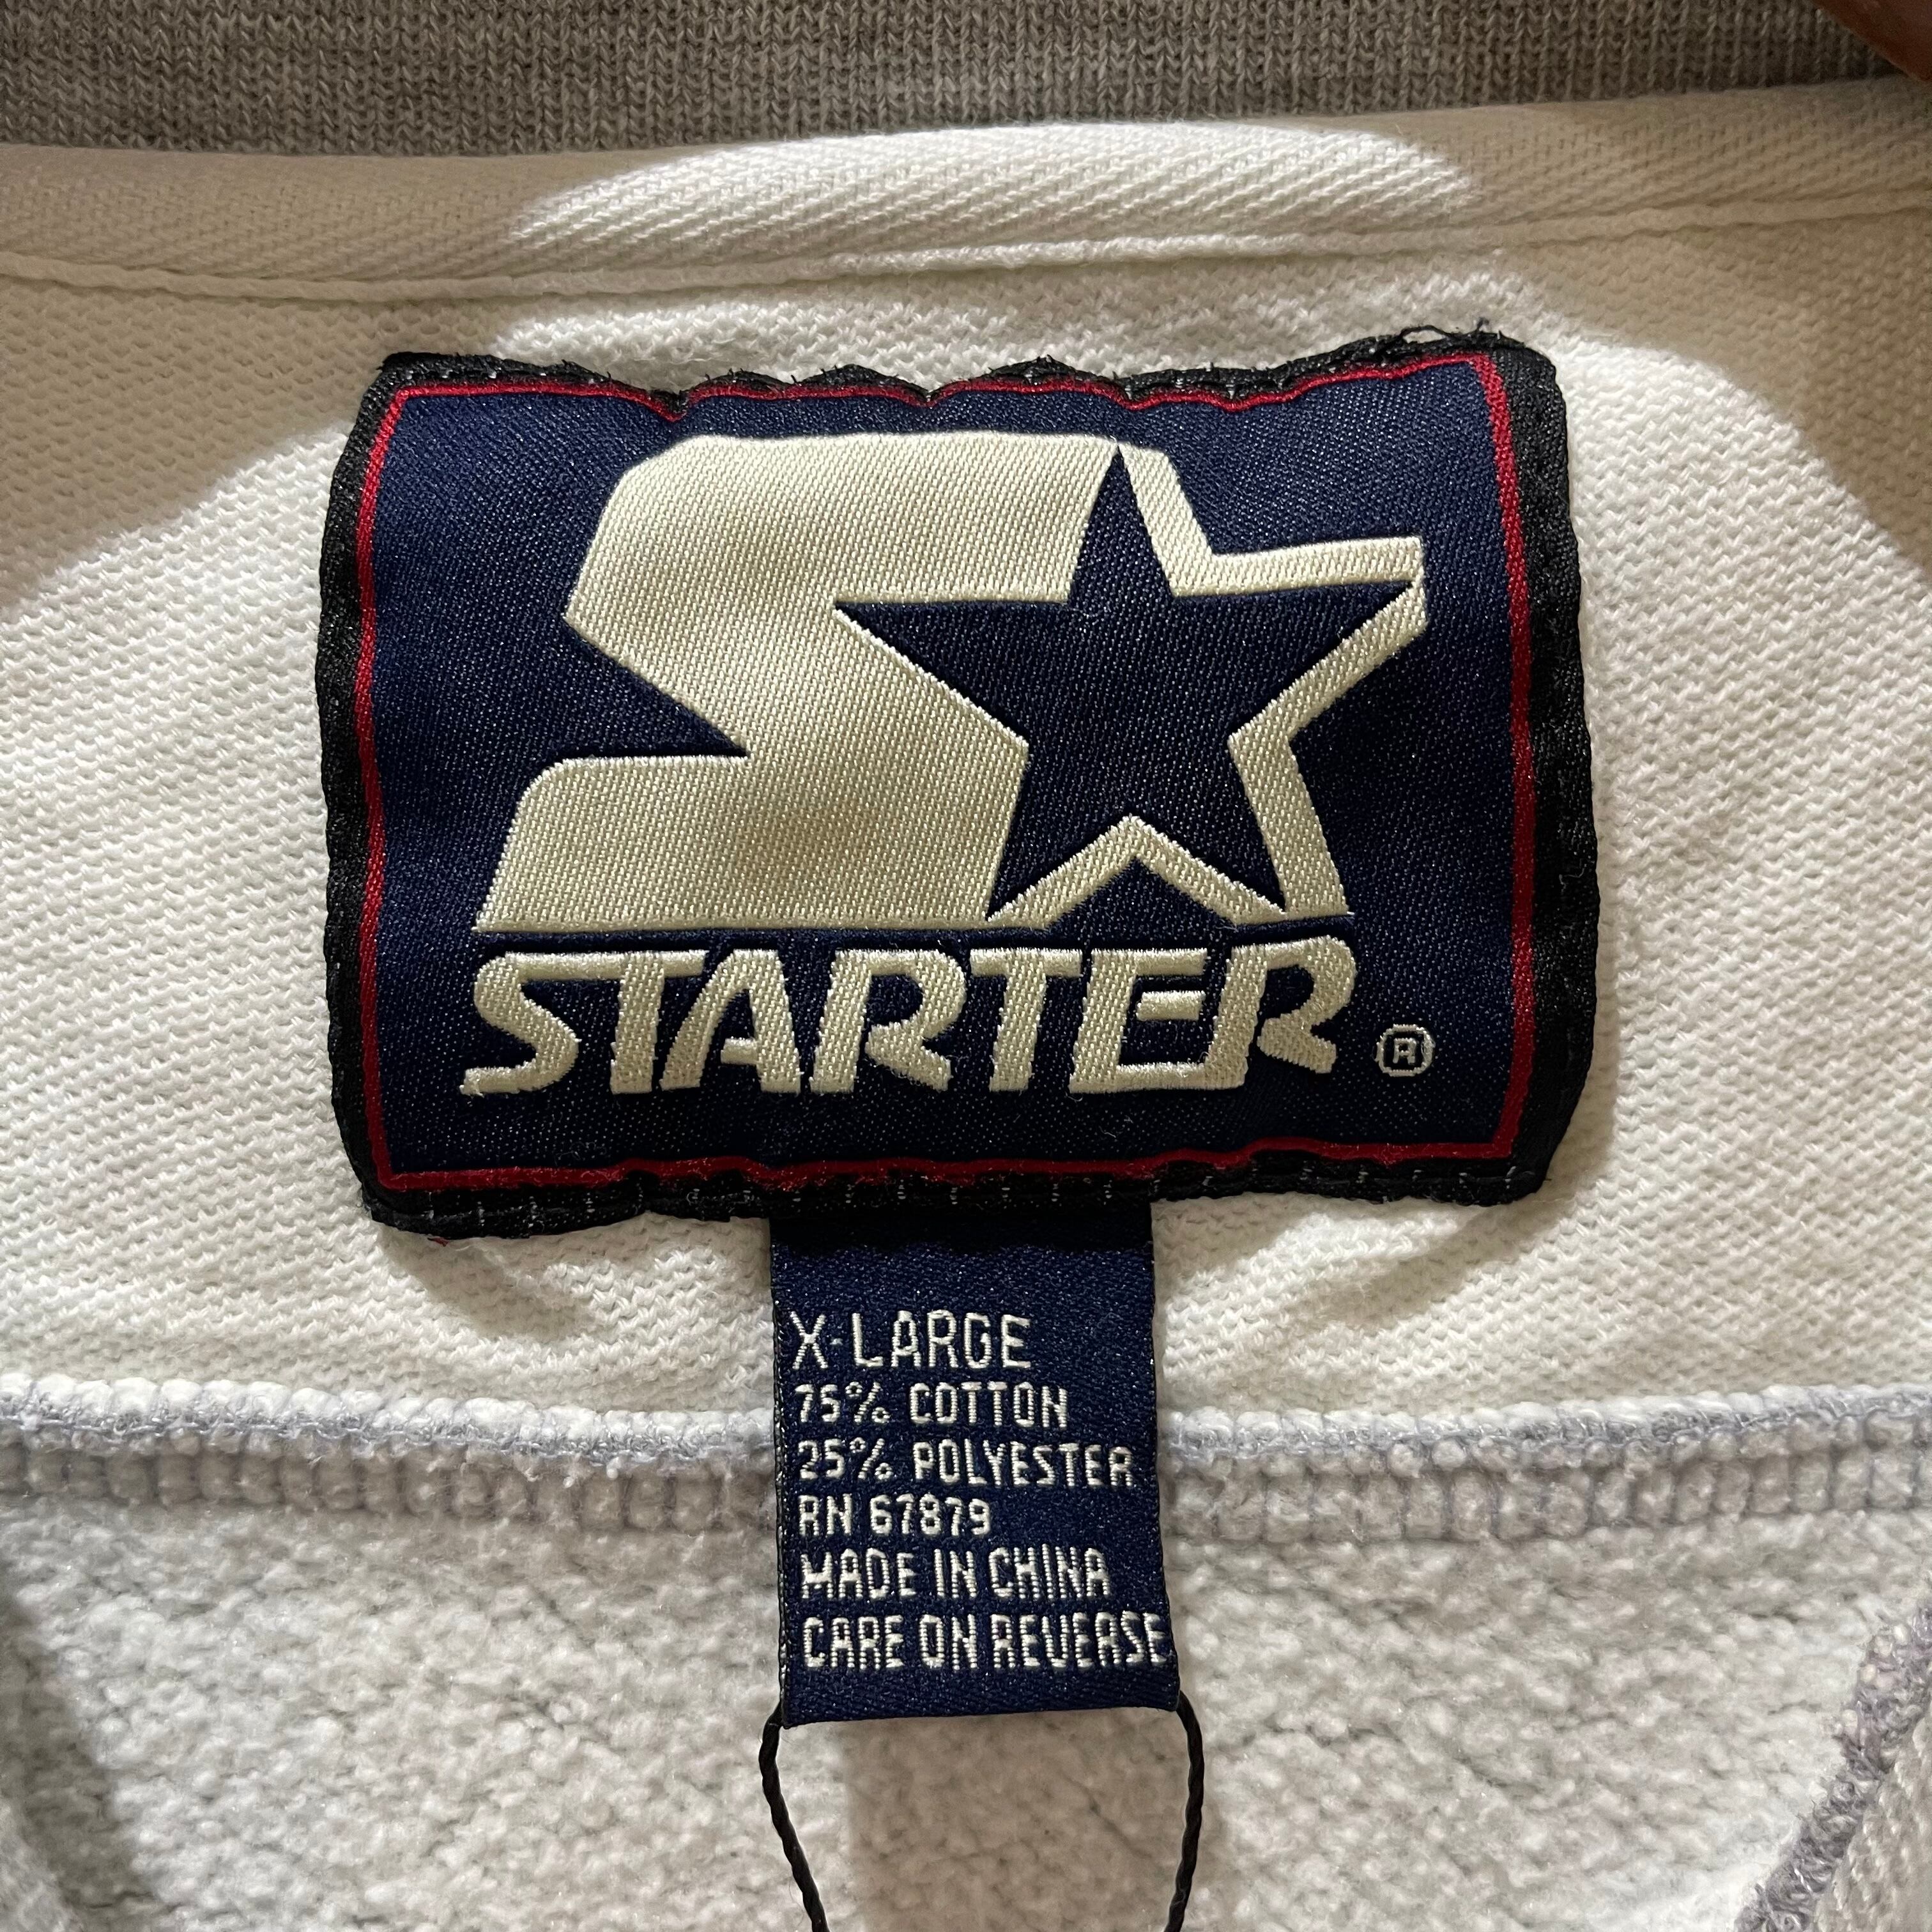 STARTER ®
X-LARGE
75% COTTON
25% POLYESTER
RN 67879
MADE IN CHINA
CARE ON REVERSE